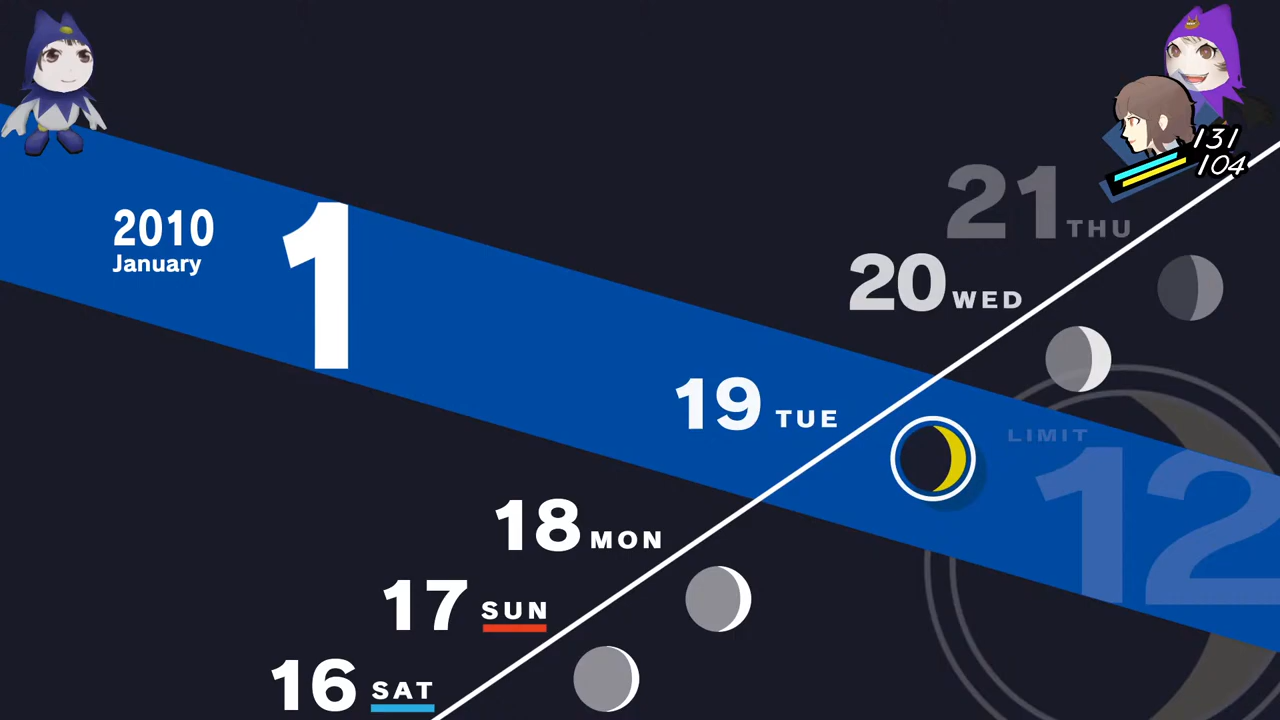 131
104
21 THU
2010
January
1
20 WED
19 TUE
LIMIT
12
18 MON
17 SUN
16 SAT